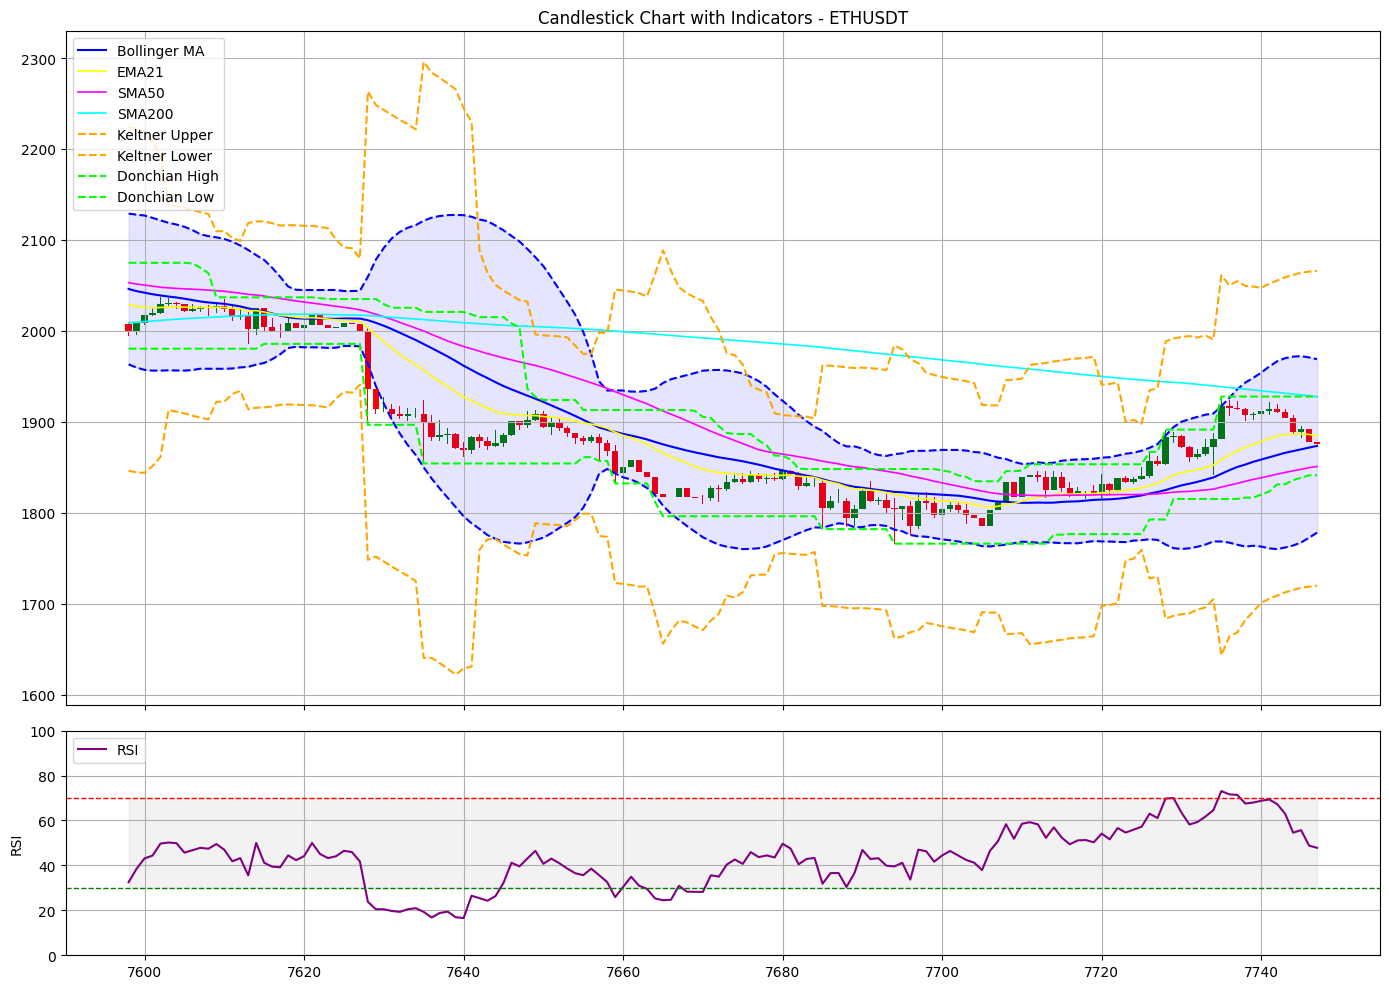 Candlestick Chart with Indicators - ETHUSDT
2300
2200
2100
2000
1900
1800
1700
1600
Bollinger MA
EMA21
SMA50
SMA200
Keltner Upper
Keltner Lower
Donchian High
Donchian Low
100
80
60
40
20
0
RSI
RSI
7600
7620
7640
7660
7680
7700
7720
7740